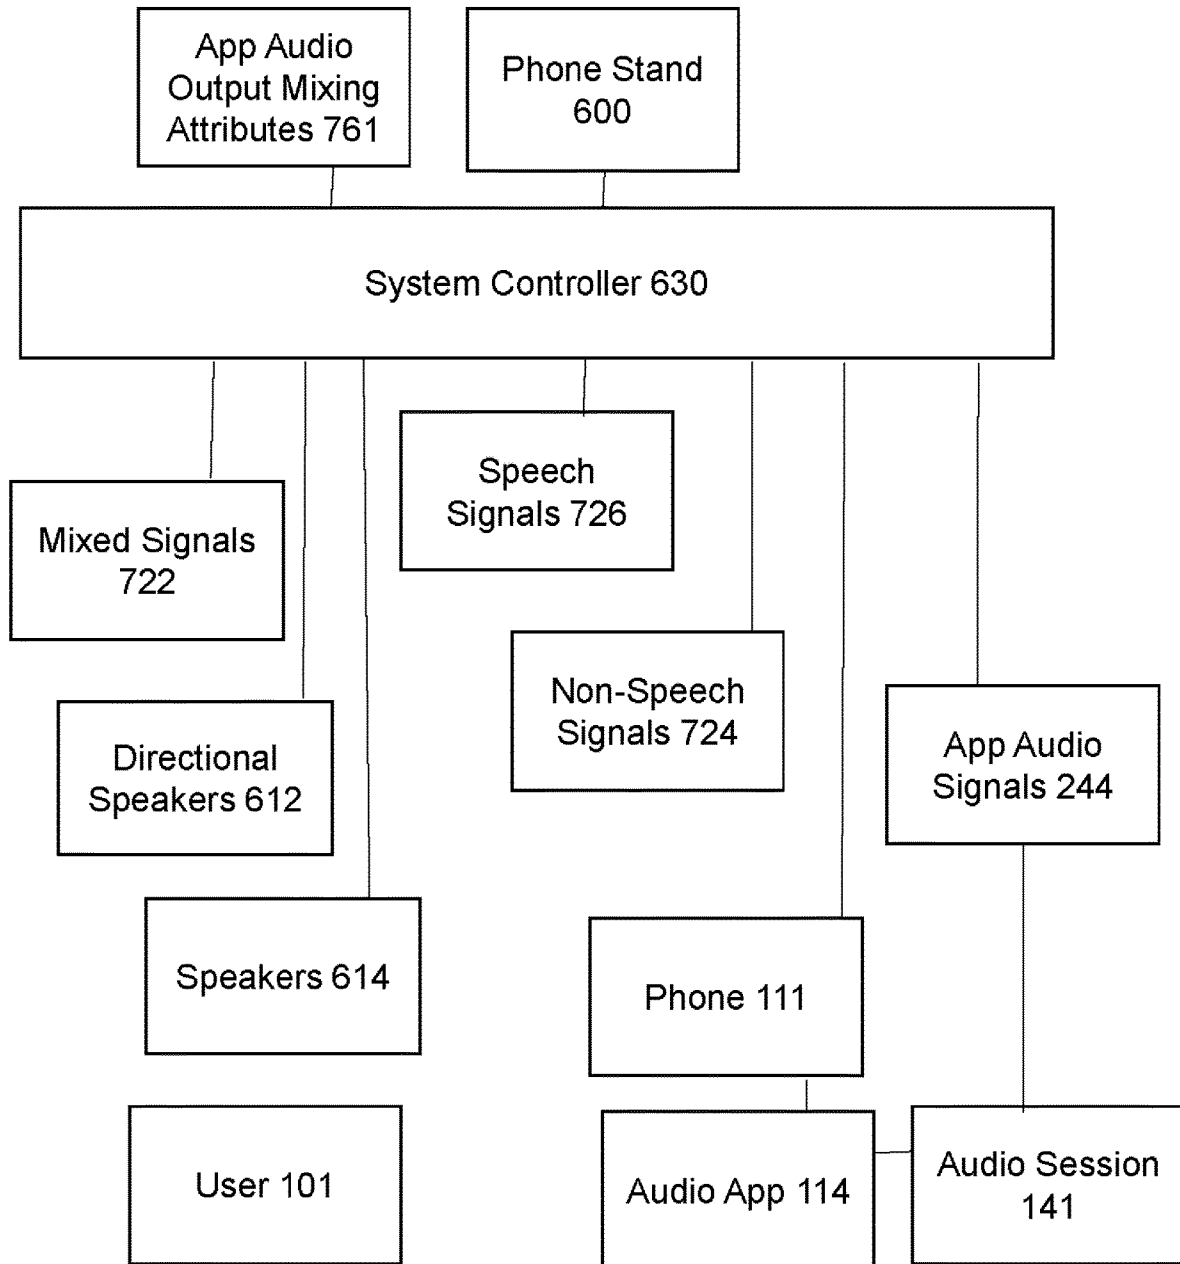 App Audio
Output Mixing
Attributes 761
Phone Stand
600
System Controller 630
Speech
Signals 726
Mixed Signals
722
Non-Speech
Signals 724
App Audio
Signals 244
Directional
Speakers 612
Speakers 614
Phone 111
User 101
Audio App 114
Audio Session
141